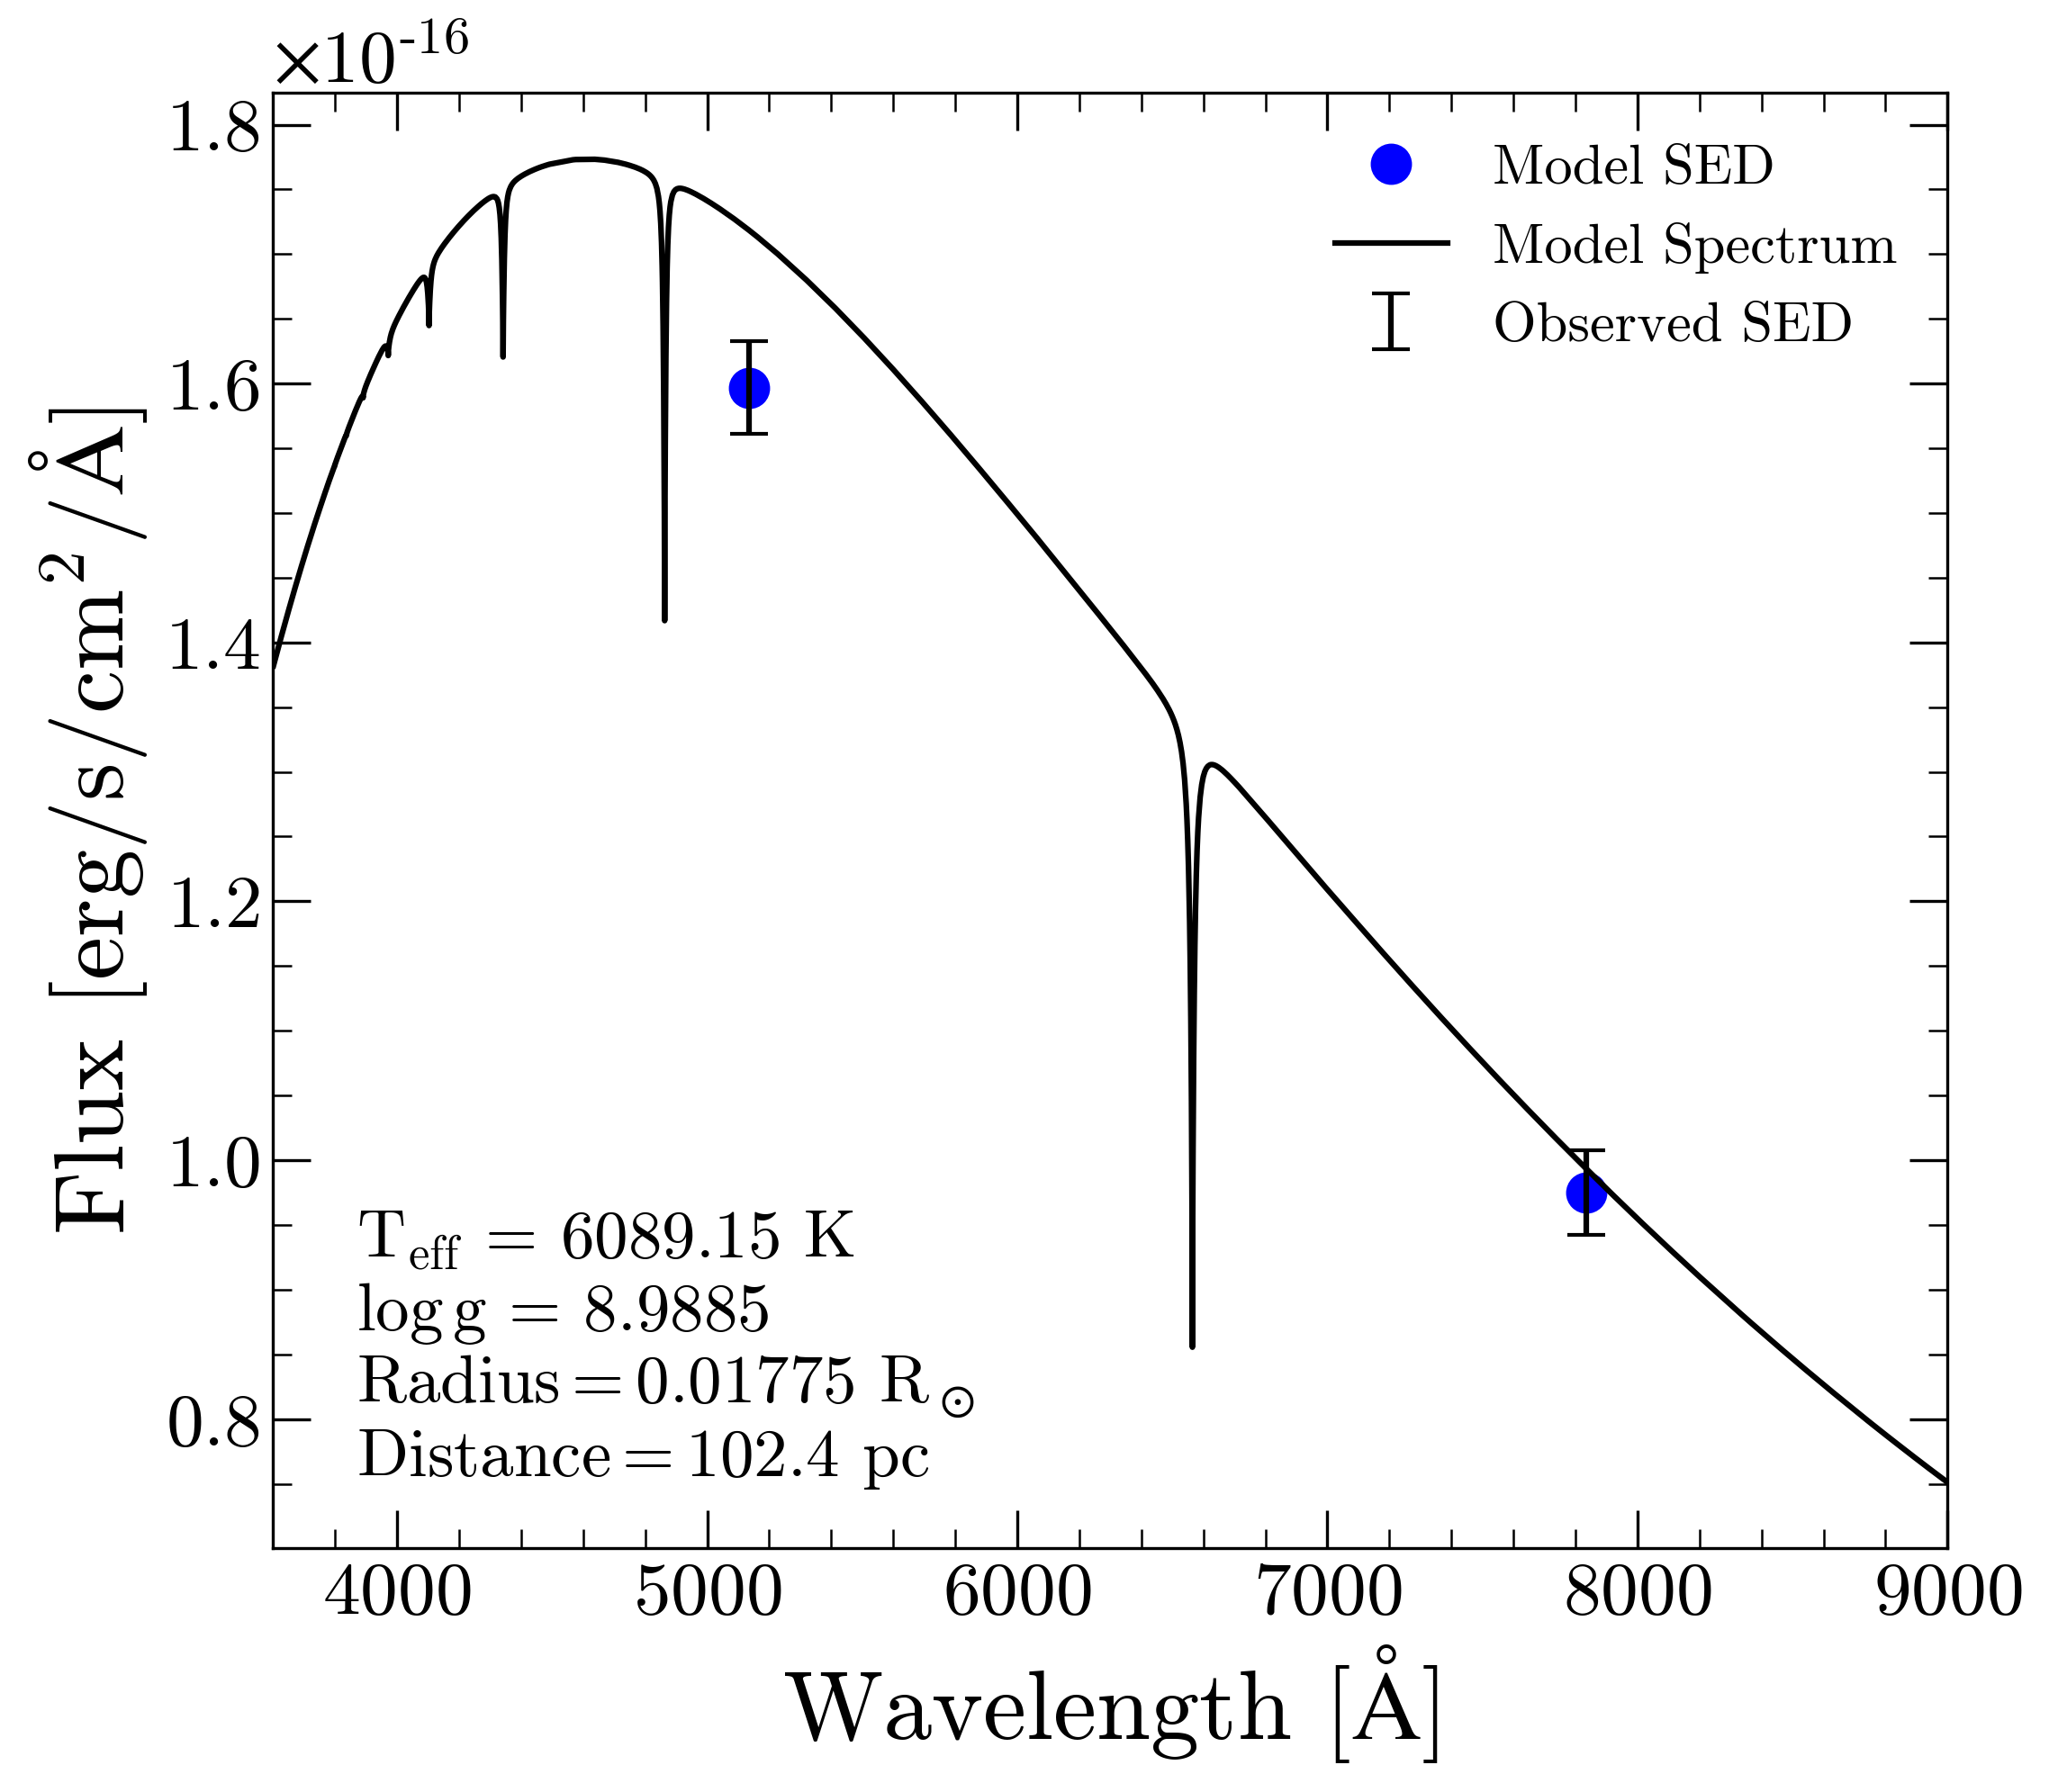 ×10⁻¹⁶
1.8
1.6
1.4
1.2
1.0
0.8
Flux [erg/s/cm²/Å]
Model SED
Model Spectrum
Observed SED
T_eff = 6089.15 K
log g = 8.9885
Radius = 0.01775 R_⊙
Distance = 102.4 pc
4000 5000 6000 7000 8000 9000
Wavelength [Å]